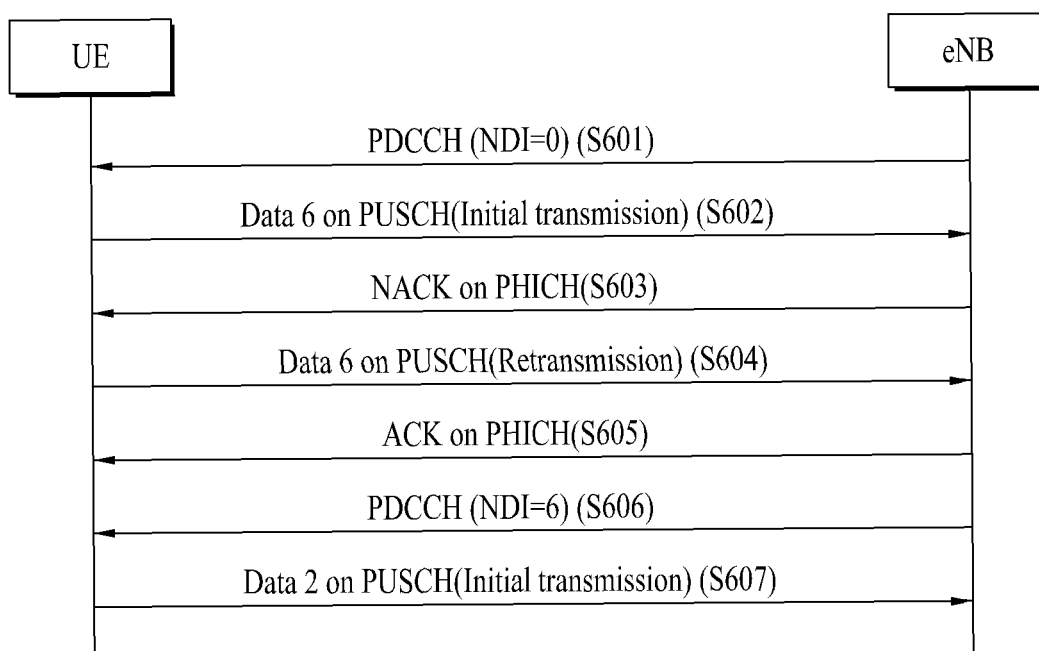 UE
eNB
PDCCH (NDI=0) (S601)
Data 6 on PUSCH(Initial transmission) (S602)
NACK on PHICH(S603)
Data 6 on PUSCH(Retransmission) (S604)
ACK on PHICH(S605)
PDCCH (NDI=6) (S606)
Data 2 on PUSCH(Initial transmission) (S607)